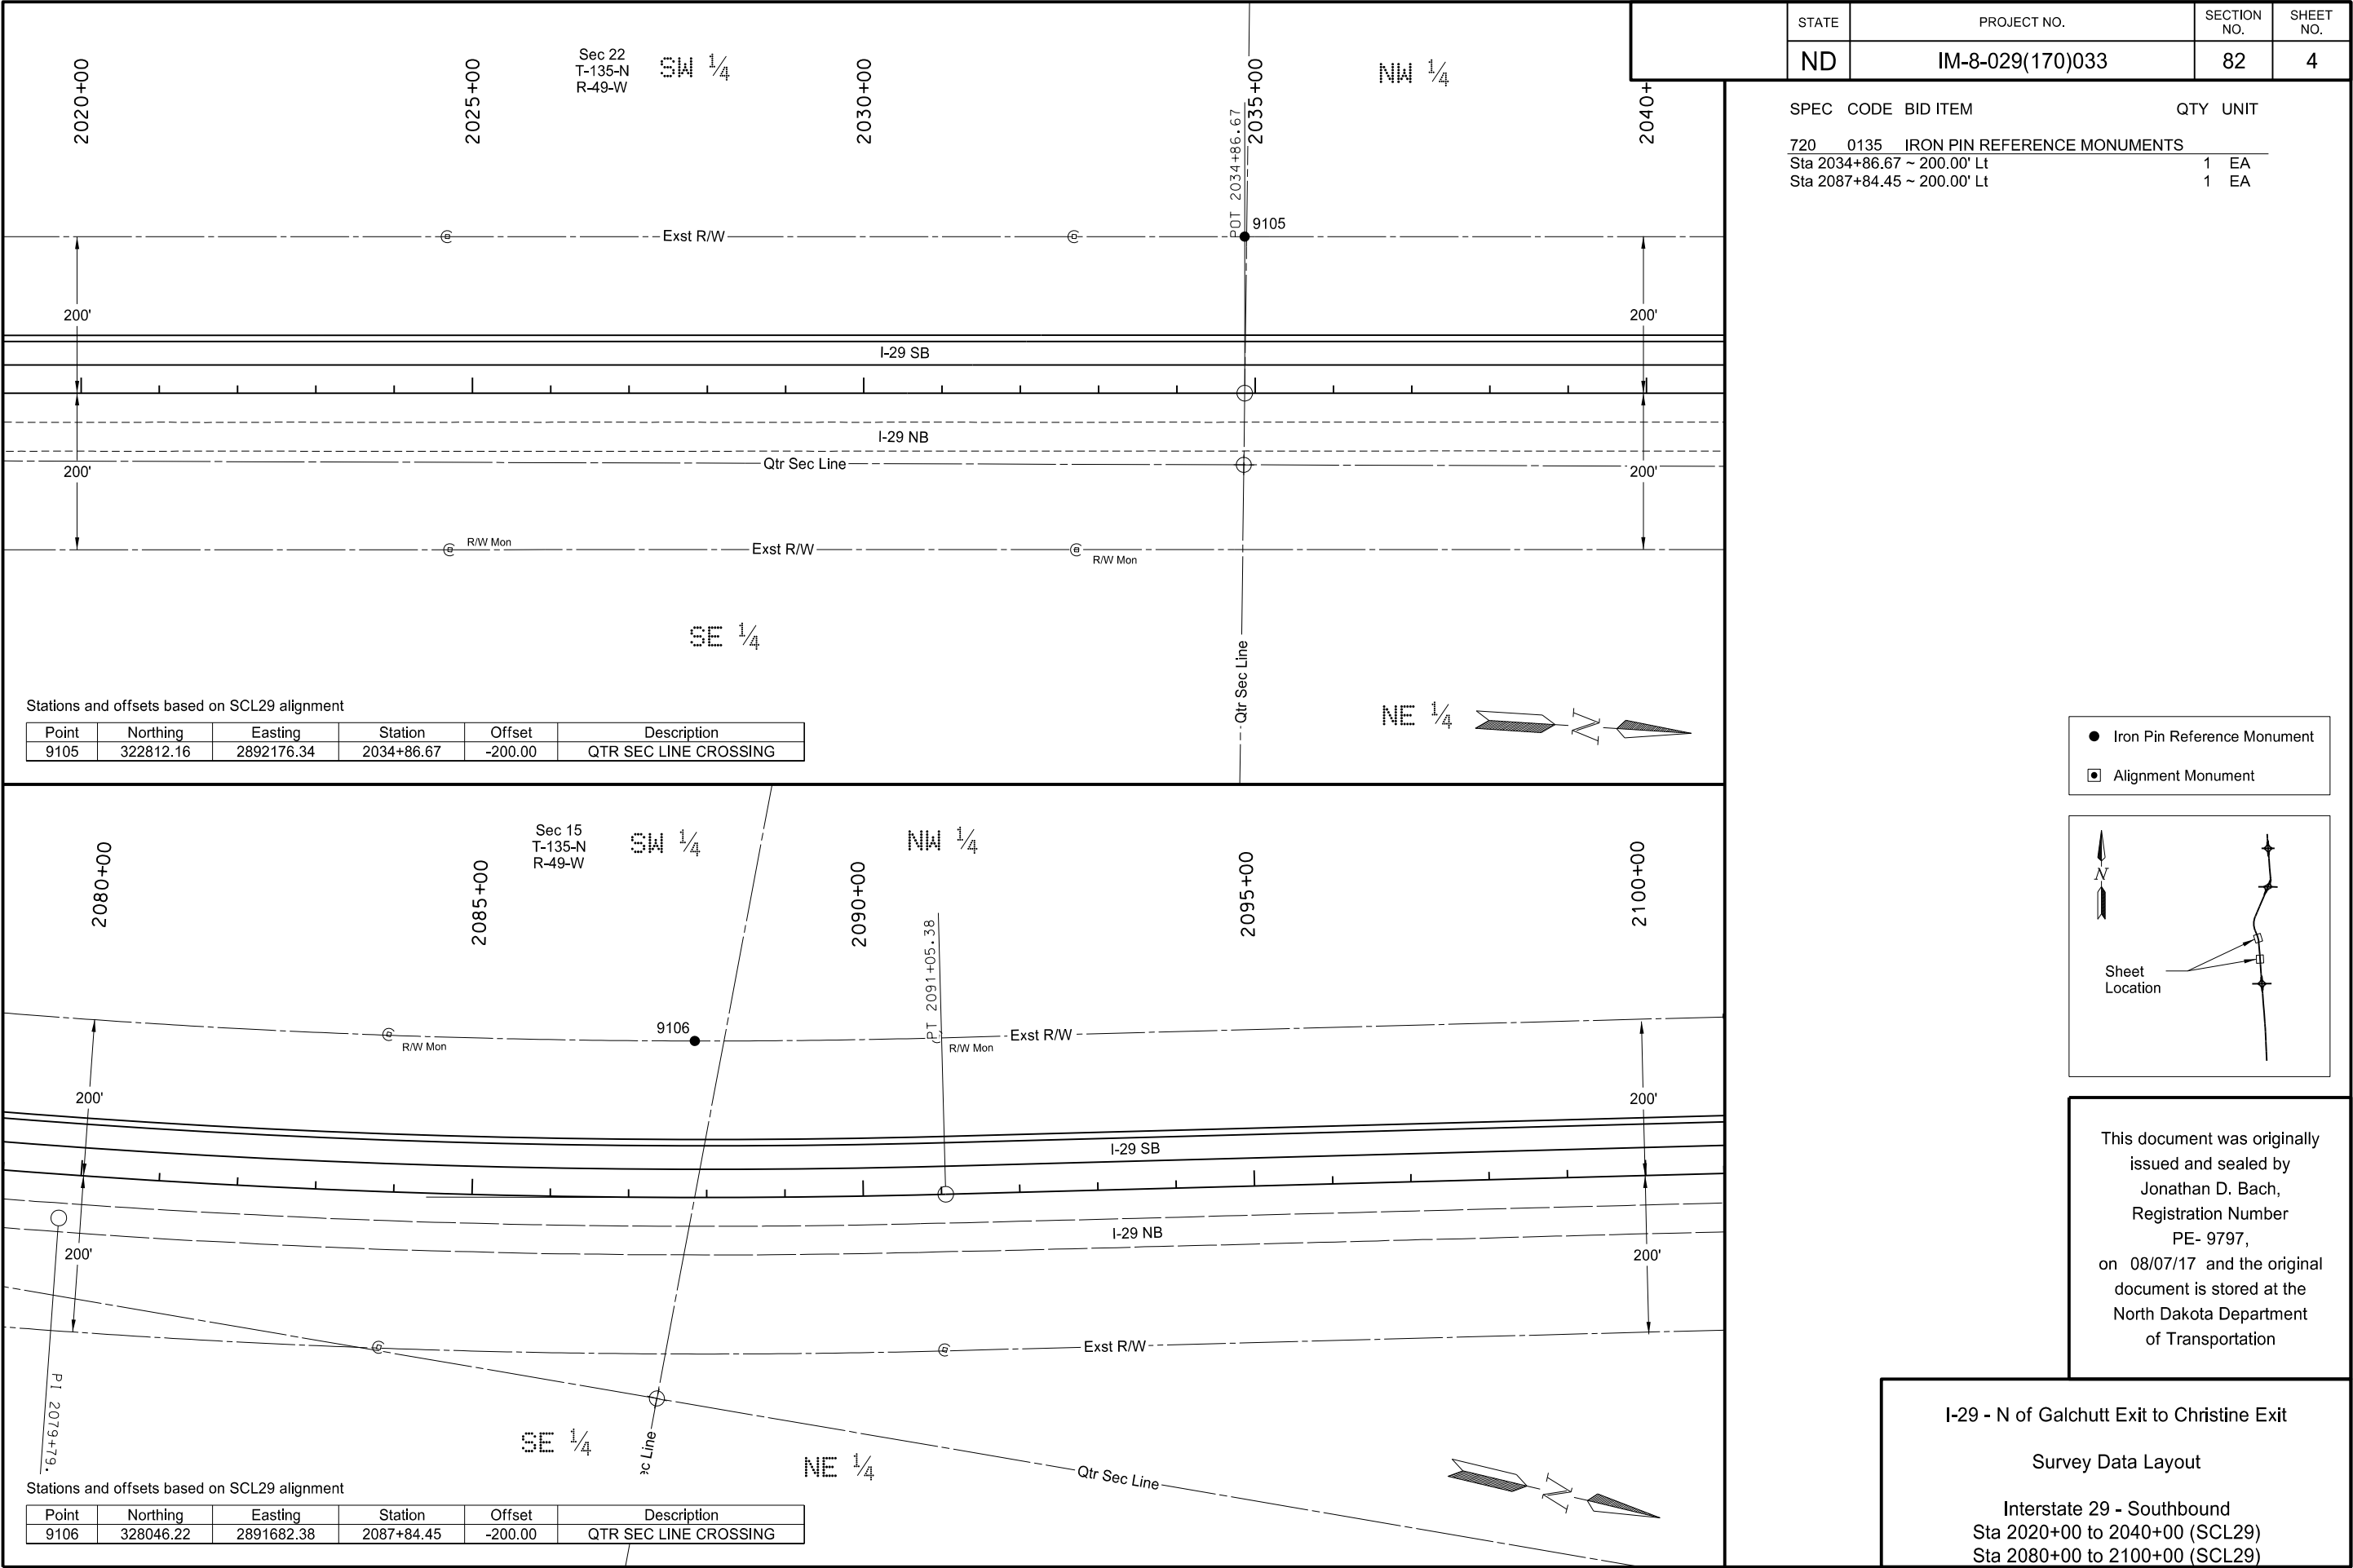 STATE
PROJECT NO.
SECTION NO.
SHEET NO.
ND
IM-8-029(170)033
82
4
SPEC CODE BID ITEM QTY UNIT
720 0135 IRON PIN REFERENCE MONUMENTS
Sta 2034+86.67 ~ 200.00' Lt 1 EA
Sta 2087+84.45 ~ 200.00' Lt 1 EA
Sec 22
T-135-N
R-49-W
SW 1/4
NW 1/4
2020+00
2025+00
2030+00
2035+00
2040+
POT 2034+86.67
9105
Exst R/W
200'
200'
I-29 SB
I-29 NB
Qtr Sec Line
200'
200'
R/W Mon
Exst R/W
R/W Mon
SE 1/4
Qtr Sec Line
NE 1/4
N
Stations and offsets based on SCL29 alignment
Point Northing Easting Station Offset Description
9105 322812.16 2892176.34 2034+86.67 -200.00 QTR SEC LINE CROSSING
Sec 15
T-135-N
R-49-W
SW 1/4
NW 1/4
2080+00
2085+00
2090+00
2095+00
2100+00
PT 2091+05.38
9106
R/W Mon
R/W Mon
Exst R/W
200'
200'
I-29 SB
I-29 NB
200'
200'
Exst R/W
PI 2079+79.
SE 1/4
ec Line
NE 1/4
Qtr Sec Line
N
Stations and offsets based on SCL29 alignment
Point Northing Easting Station Offset Description
9106 328046.22 2891682.38 2087+84.45 -200.00 QTR SEC LINE CROSSING
Iron Pin Reference Monument
Alignment Monument
N
Sheet
Location
This document was originally
issued and sealed by
Jonathan D. Bach,
Registration Number
PE- 9797,
on 08/07/17 and the original
document is stored at the
North Dakota Department
of Transportation
I-29 - N of Galchutt Exit to Christine Exit
Survey Data Layout
Interstate 29 - Southbound
Sta 2020+00 to 2040+00 (SCL29)
Sta 2080+00 to 2100+00 (SCL29)